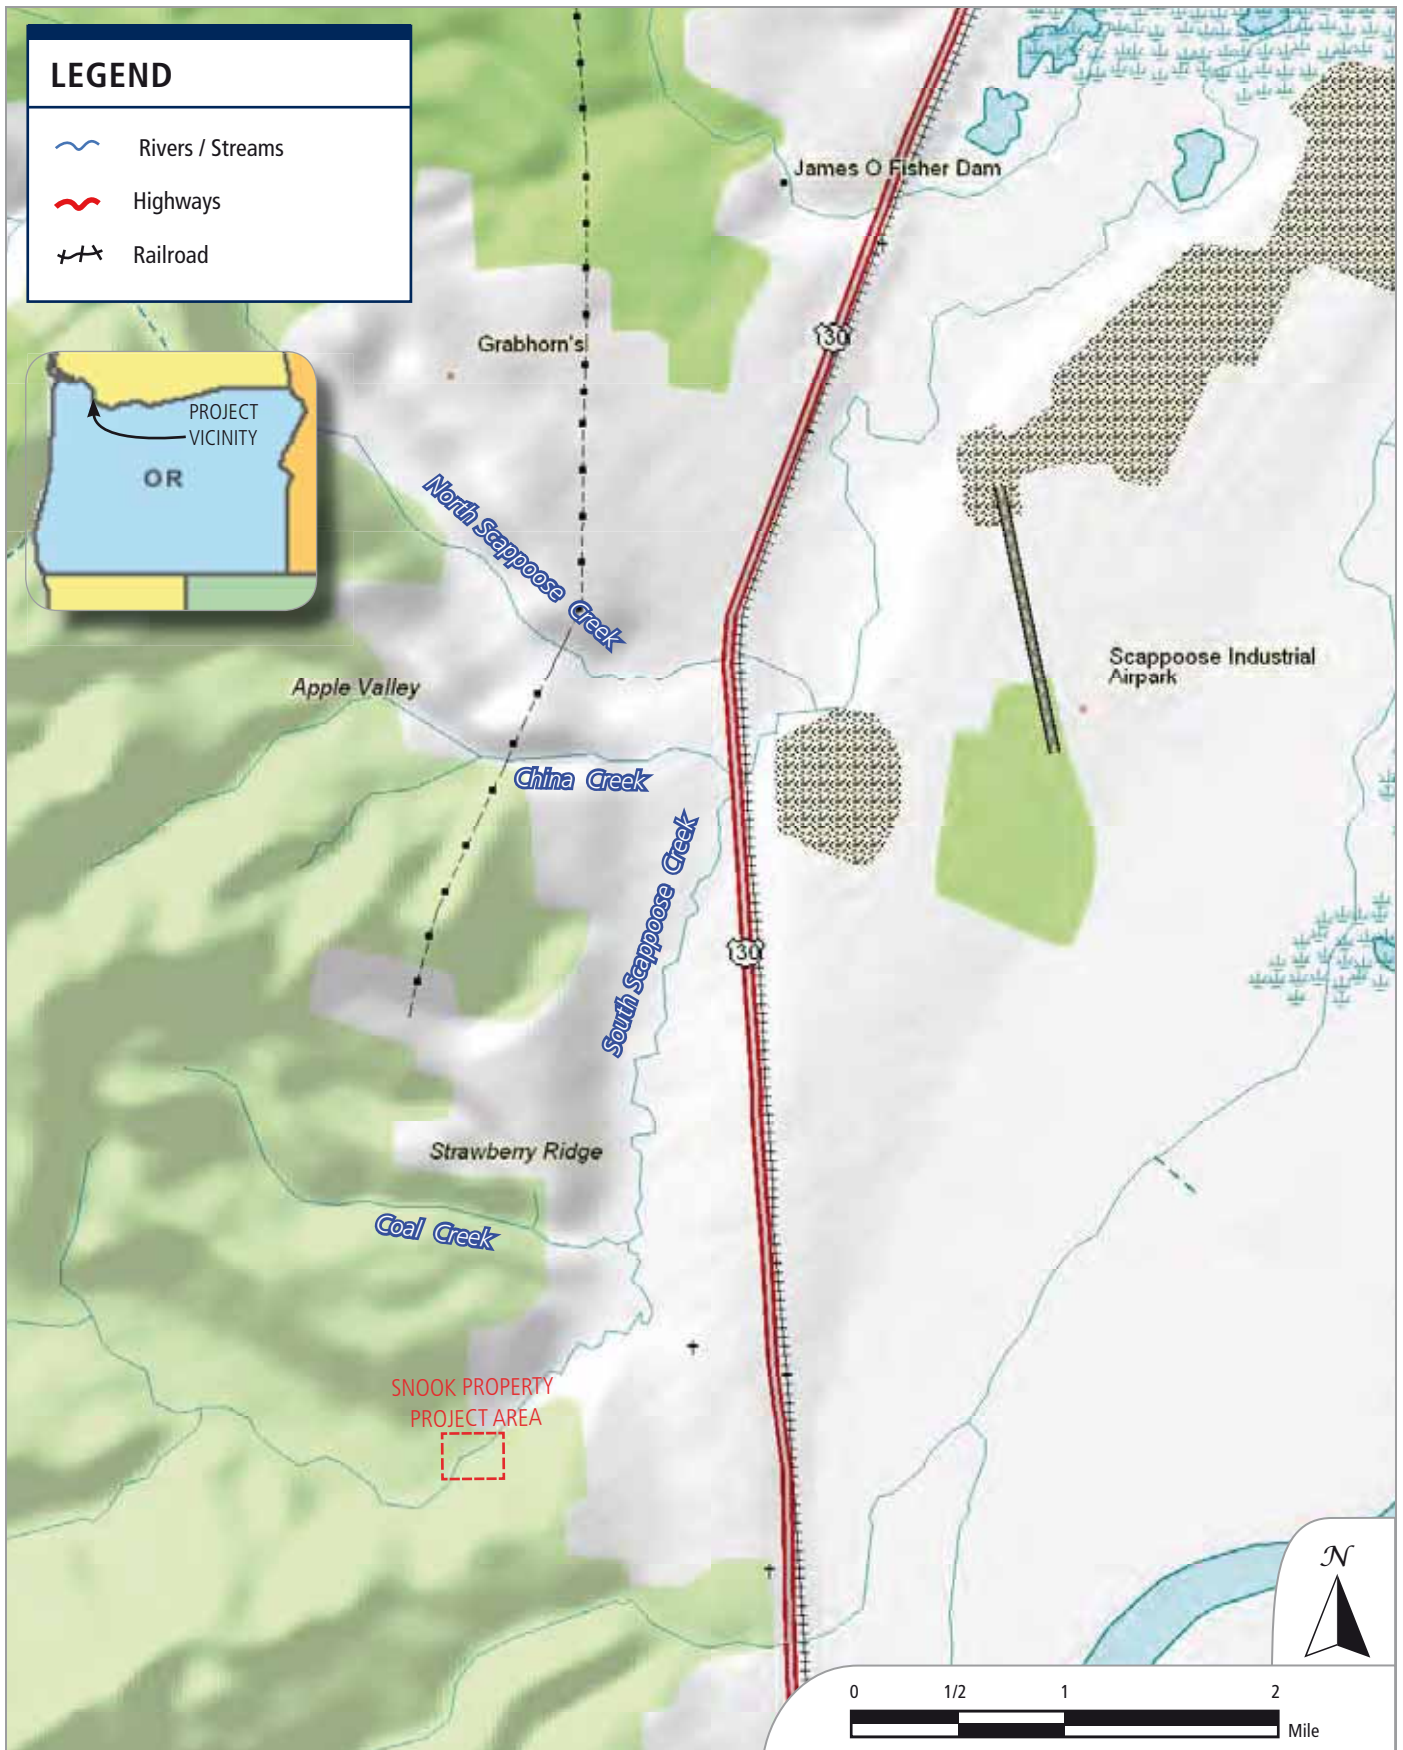 LEGEND
Rivers / Streams
Highways
Railroad
PROJECT
VICINITY
OR
James O Fisher Dam
Grabhorn's
30
North Scappoose Creek
Scappoose Industrial
Airpark
Apple Valley
China Creek
South Scappoose Creek
30
Strawberry Ridge
Coal Creek
SNOOK PROPERTY
PROJECT AREA
N
0 1/2 1 2
Mile